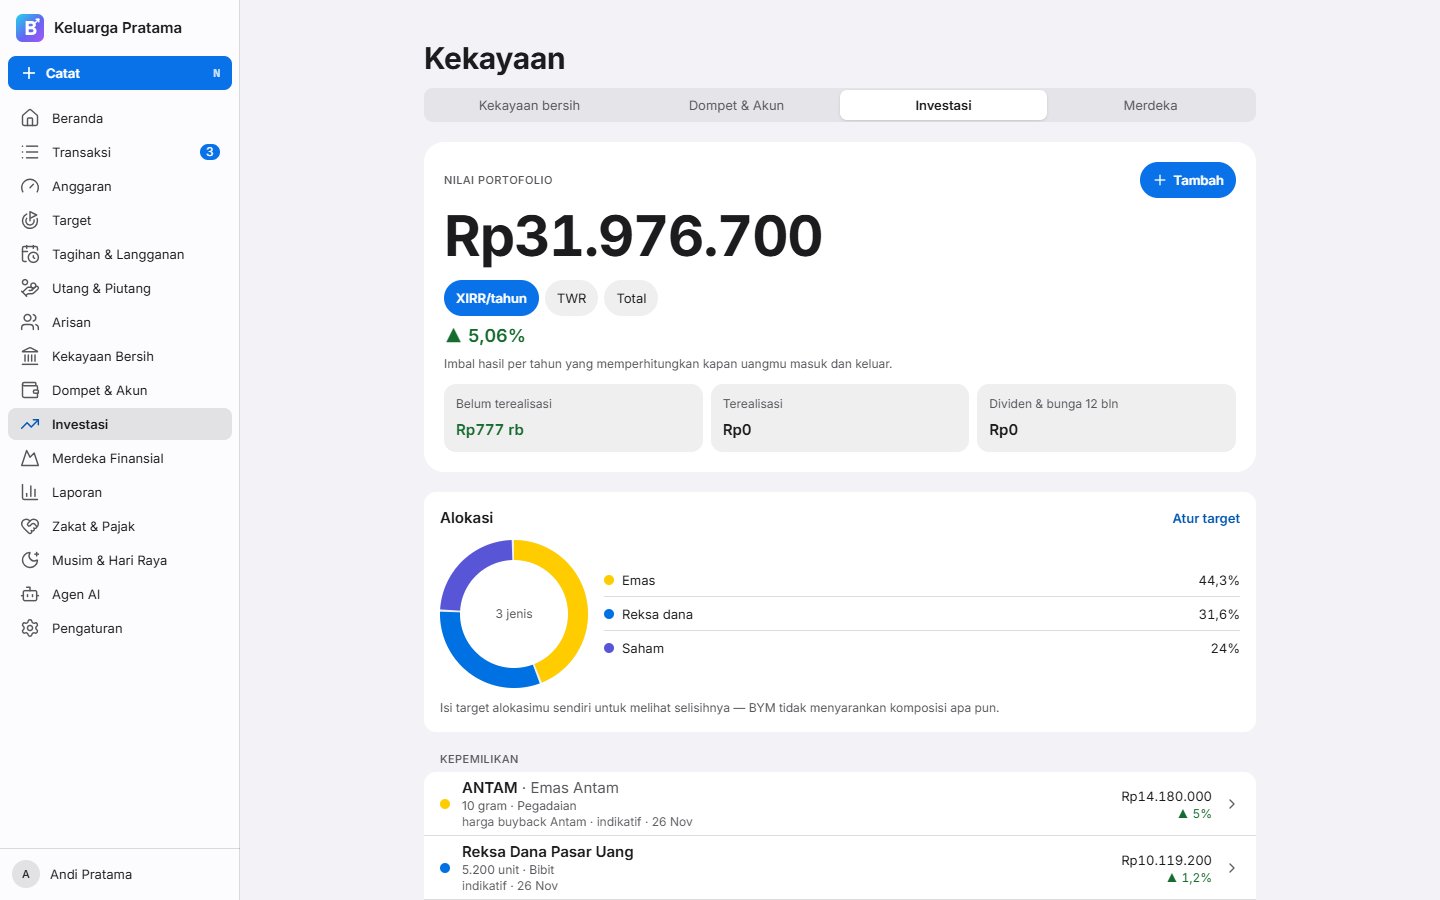 B
Keluarga Pratama
Catat
N
Beranda
Transaksi
3
Anggaran
Target
Tagihan & Langganan
Utang & Piutang
Arisan
Kekayaan Bersih
Dompet & Akun
Investasi
Merdeka Finansial
Laporan
Zakat & Pajak
Musim & Hari Raya
Agen AI
Pengaturan
A
Andi Pratama
Kekayaan
Kekayaan bersih
Dompet & Akun
Investasi
Merdeka
NILAI PORTOFOLIO
Tambah
Rp31.976.700
XIRR/tahun
TWR
Total
▲ 5,06%
Imbal hasil per tahun yang memperhitungkan kapan uangmu masuk dan keluar.
Belum terealisasi
Rp777 rb
Terealisasi
Rp0
Dividen & bunga 12 bln
Rp0
Alokasi
Atur target
3 jenis
Emas
44,3%
Reksa dana
31,6%
Saham
24%
Isi target alokasimu sendiri untuk melihat selisihnya — BYM tidak menyarankan komposisi apa pun.
KEPEMILIKAN
ANTAM · Emas Antam
10 gram · Pegadaian
harga buyback Antam · indikatif · 26 Nov
Rp14.180.000
▲ 5%
Reksa Dana Pasar Uang
5.200 unit · Bibit
indikatif · 26 Nov
Rp10.119.200
▲ 1,2%